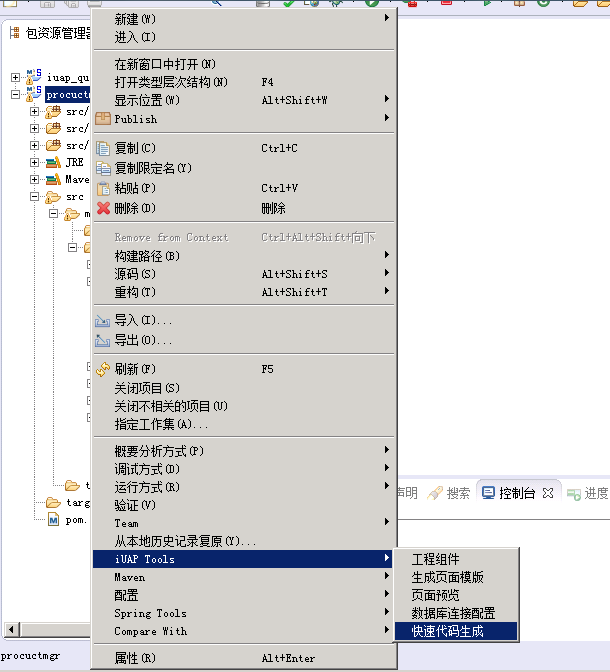 包资源管理器
新建(W)
进入(I)
在新窗口中打开(N)
打开类型层次结构(N) F4
显示位置(W) Alt+Shift+W
Publish
复制(C) Ctrl+C
复制限定名(Y)
粘贴(P) Ctrl+V
删除(D) 删除
Remove from Context Ctrl+Alt+Shift+向下
构建路径(B)
源码(S) Alt+Shift+S
重构(T) Alt+Shift+T
导入(I)...
导出(O)...
刷新(F) F5
关闭项目(S)
关闭不相关的项目(U)
指定工作集(A)...
概要分析方式(P)
调试方式(D)
运行方式(R)
验证(V)
Team
从本地历史记录复原(Y)...
iUAP Tools
Maven
配置
Spring Tools
Compare With
属性(R) Alt+Enter
工程组件
生成页面模版
页面预览
数据库连接配置
快速代码生成
iuap_qu
procuctm
src/
src/
src/
JRE
Mave
src
m
t
targ
pom.
声明 搜索 控制台 进度
procuctmgr